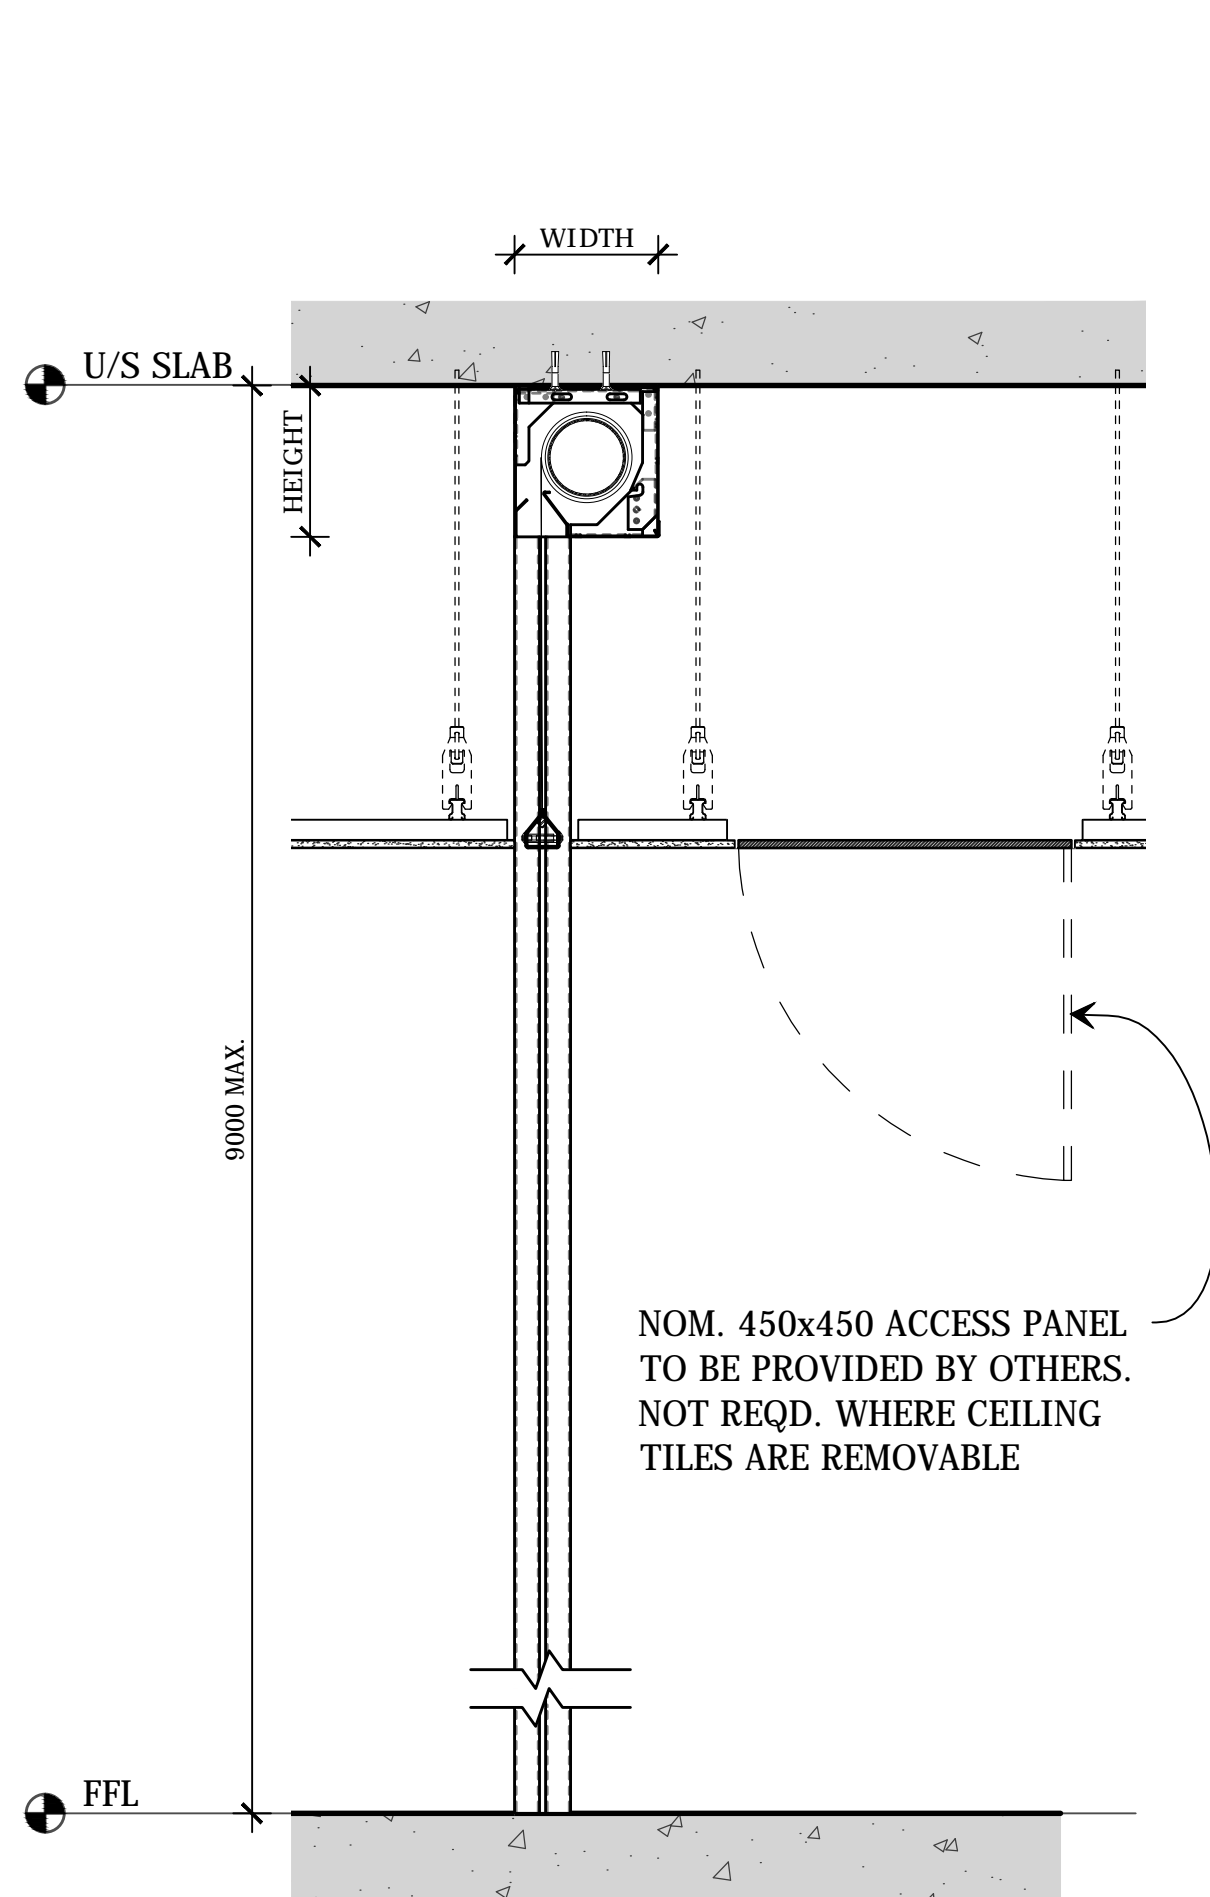 WIDTH
U/S SLAB
HEIGHT
9000 MAX.
NOM. 450x450 ACCESS PANEL
TO BE PROVIDED BY OTHERS.
NOT REQD. WHERE CEILING
TILES ARE REMOVABLE
FFL